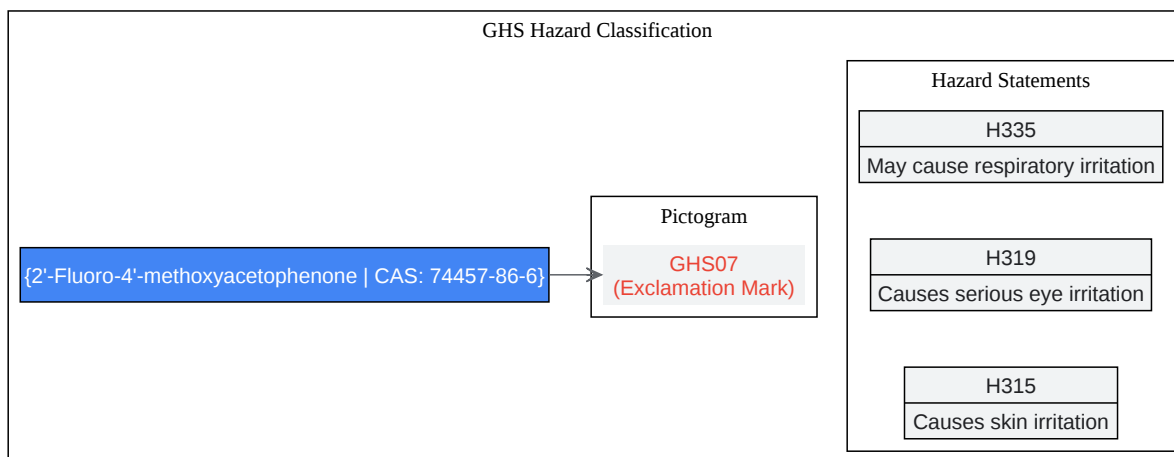 GHS Hazard Classification
Hazard Statements
H335
May cause respiratory irritation
Pictogram
{2'-Fluoro-4'-methoxyacetophenone | CAS: 74457-86-6}
GHS07
(Exclamation Mark)
H319
Causes serious eye irritation
H315
Causes skin irritation